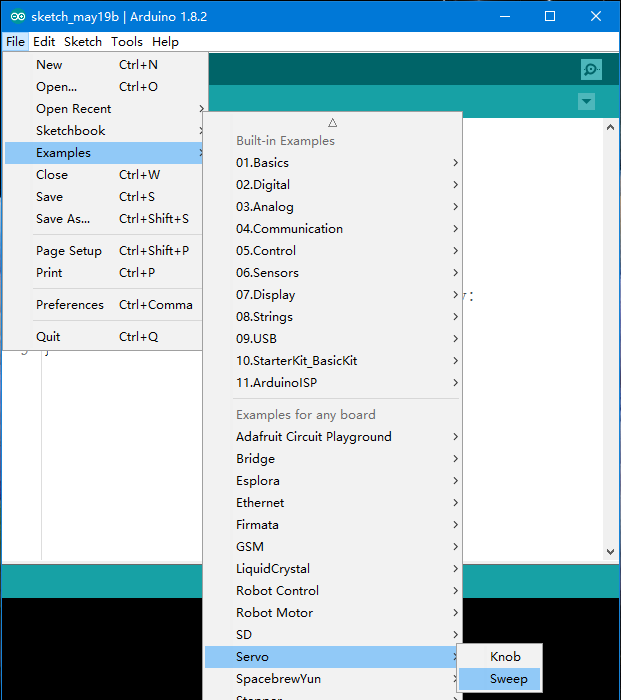 sketch_may19b | Arduino 1.8.2
File Edit Sketch Tools Help
New Ctrl+N
Open... Ctrl+O
Open Recent
Sketchbook
Examples
Close Ctrl+W
Save Ctrl+S
Save As... Ctrl+Shift+S
Page Setup Ctrl+Shift+P
Print Ctrl+P
Preferences Ctrl+Comma
Quit Ctrl+Q
Built-in Examples
01.Basics
02.Digital
03.Analog
04.Communication
05.Control
06.Sensors
07.Display
08.Strings
09.USB
10.StarterKit_BasicKit
11.ArduinoISP
Examples for any board
Adafruit Circuit Playground
Bridge
Esplora
Ethernet
Firmata
GSM
LiquidCrystal
Robot Control
Robot Motor
SD
Servo
SpacebrewYun
Knob
Sweep